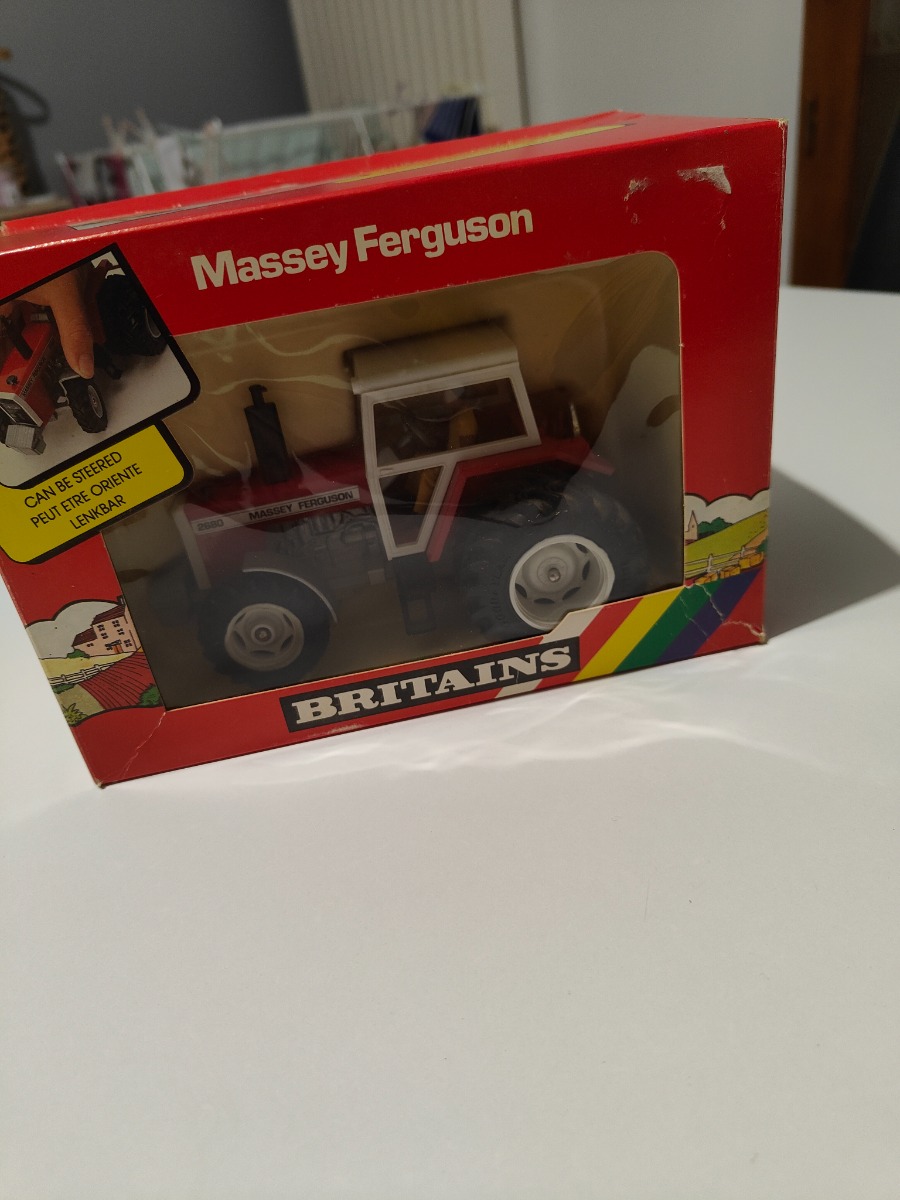 Massey Ferguson
CAN BE STEERED
PEUT ETRE ORIENTE
LENKBAR
2680 MASSEY FERGUSON
BRITAINS